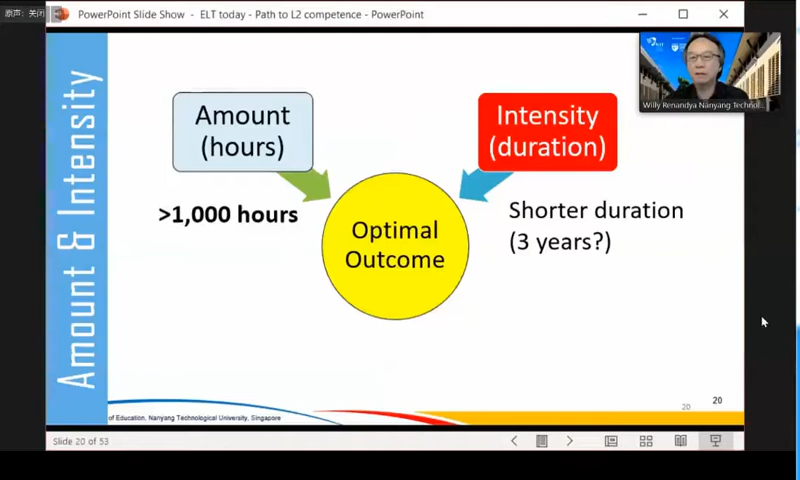 原声: 关闭
PowerPoint Slide Show - ELT today - Path to L2 competence - PowerPoint
Willy Renandya Nanyang Technol...
Amount & Intensity
Amount
(hours)
Intensity
(duration)
>1,000 hours
Optimal
Outcome
Shorter duration
(3 years?)
of Education, Nanyang Technological University, Singapore
20
20
Slide 20 of 53